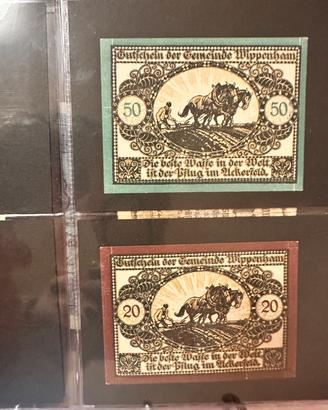 Gutschein der Gemeinde Wippenham
50 50
Die beste Waffe in der Welt
ist der Pflug im Ackerfeld.
Gutschein der Gemeinde Wippenham
20 20
Die beste Waffe in der Welt
ist der Pflug im Ackerfeld.